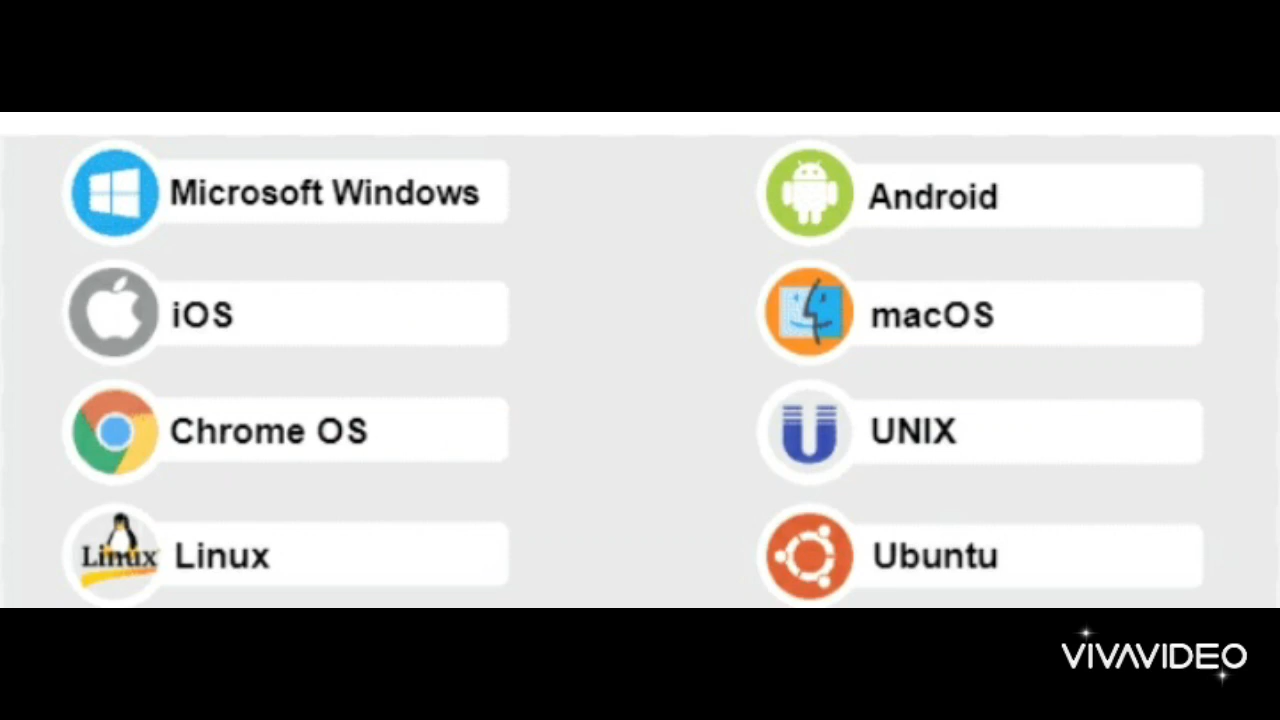 Microsoft Windows
Android
iOS
macOS
Chrome OS
UNIX
Linux
Linux
Ubuntu
VIVAVIDEO